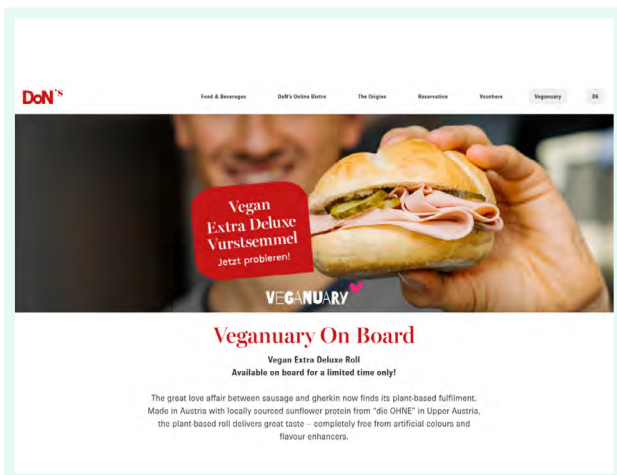 DoN's
Food & Beverages
DoN's Online Bistro
The Origins
Reservation
Vouchers
Veganuary
DE
Vegan
Extra Deluxe
Vurstsemmel
Jetzt probieren!
VEGANUARY
Veganuary On Board
Vegan Extra Deluxe Roll
Available on board for a limited time only!
The great love affair between sausage and gherkin now finds its plant-based fulfilment.
Made in Austria with locally sourced sunflower protein from "die OHNE" in Upper Austria,
the plant-based roll delivers great taste – completely free from artificial colours and
flavour enhancers.